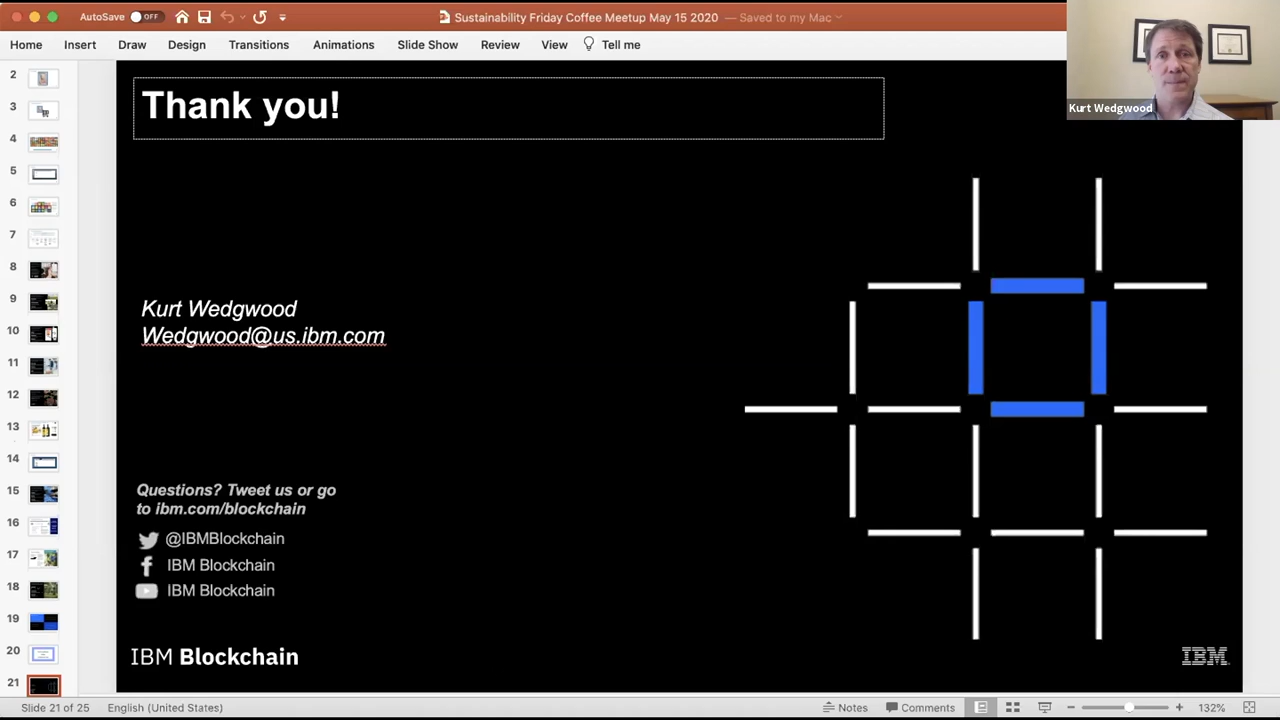 AutoSave OFF
Sustainability Friday Coffee Meetup May 15 2020 — Saved to my Mac
Home Insert Draw Design Transitions Animations Slide Show Review View Tell me
Kurt Wedgwood
2
3
4
5
6
7
8
9
10
11
12
13
14
15
16
17
18
19
20
21
Thank you!
Kurt Wedgwood
Wedgwood@us.ibm.com
Questions? Tweet us or go
to ibm.com/blockchain
@IBMBlockchain
IBM Blockchain
IBM Blockchain
IBM Blockchain
IBM
Slide 21 of 25 English (United States) Notes Comments 132%